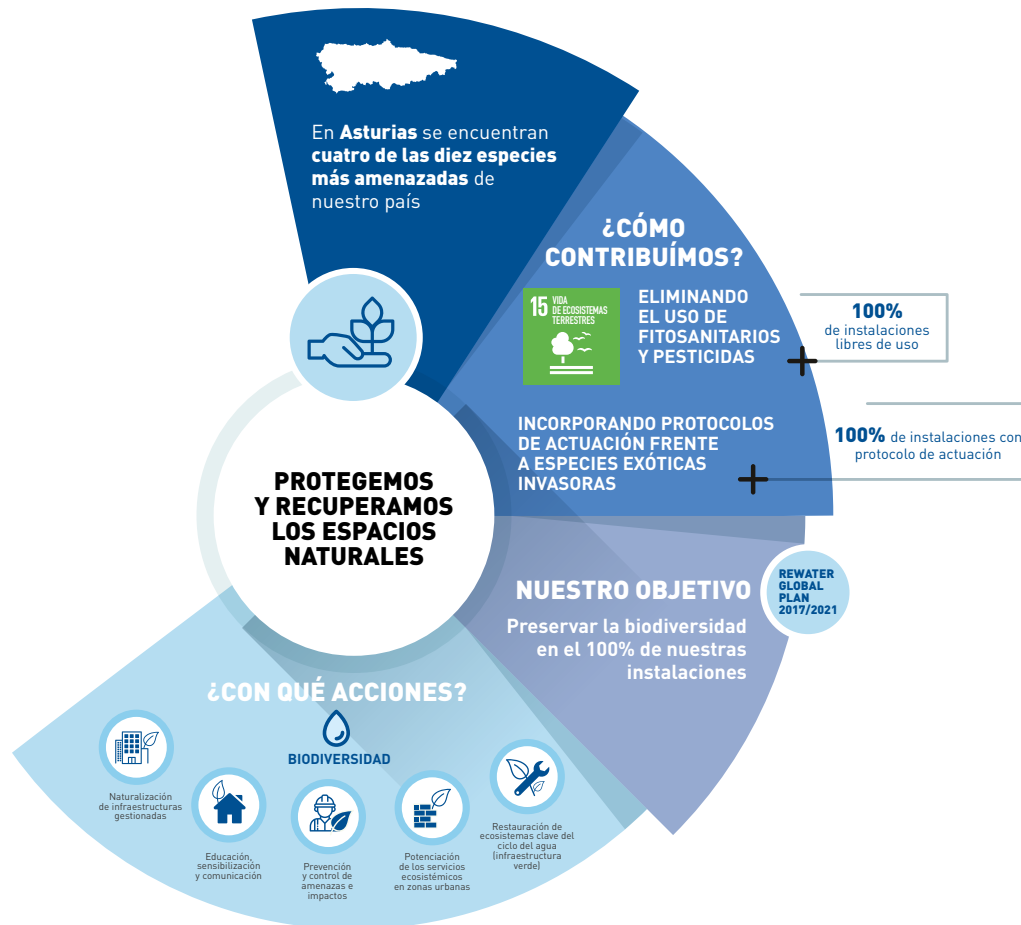 En Asturias se encuentran
cuatro de las diez especies
más amenazadas de
nuestro país
¿CÓMO
CONTRIBUÍMOS?
15 VIDA
DE ECOSISTEMAS
TERRESTRES
ELIMINANDO
EL USO DE
FITOSANITARIOS
Y PESTICIDAS
100%
de instalaciones
libres de uso
INCORPORANDO PROTOCOLOS
DE ACTUACIÓN FRENTE
A ESPECIES EXÓTICAS
INVASORAS
100% de instalaciones con
protocolo de actuación
PROTEGEMOS
Y RECUPERAMOS
LOS ESPACIOS
NATURALES
NUESTRO OBJETIVO
Preservar la biodiversidad
en el 100% de nuestras
instalaciones
REWATER
GLOBAL
PLAN
2017/2021
¿CON QUÉ ACCIONES?
BIODIVERSIDAD
Naturalización
de infraestructuras
gestionadas
Educación,
sensibilización
y comunicación
Prevención
y control de
amenazas e
impactos
Potenciación
de los servicios
ecosistémicos
en zonas urbanas
Restauración de
ecosistemas clave del
ciclo del agua
(infraestructura
verde)